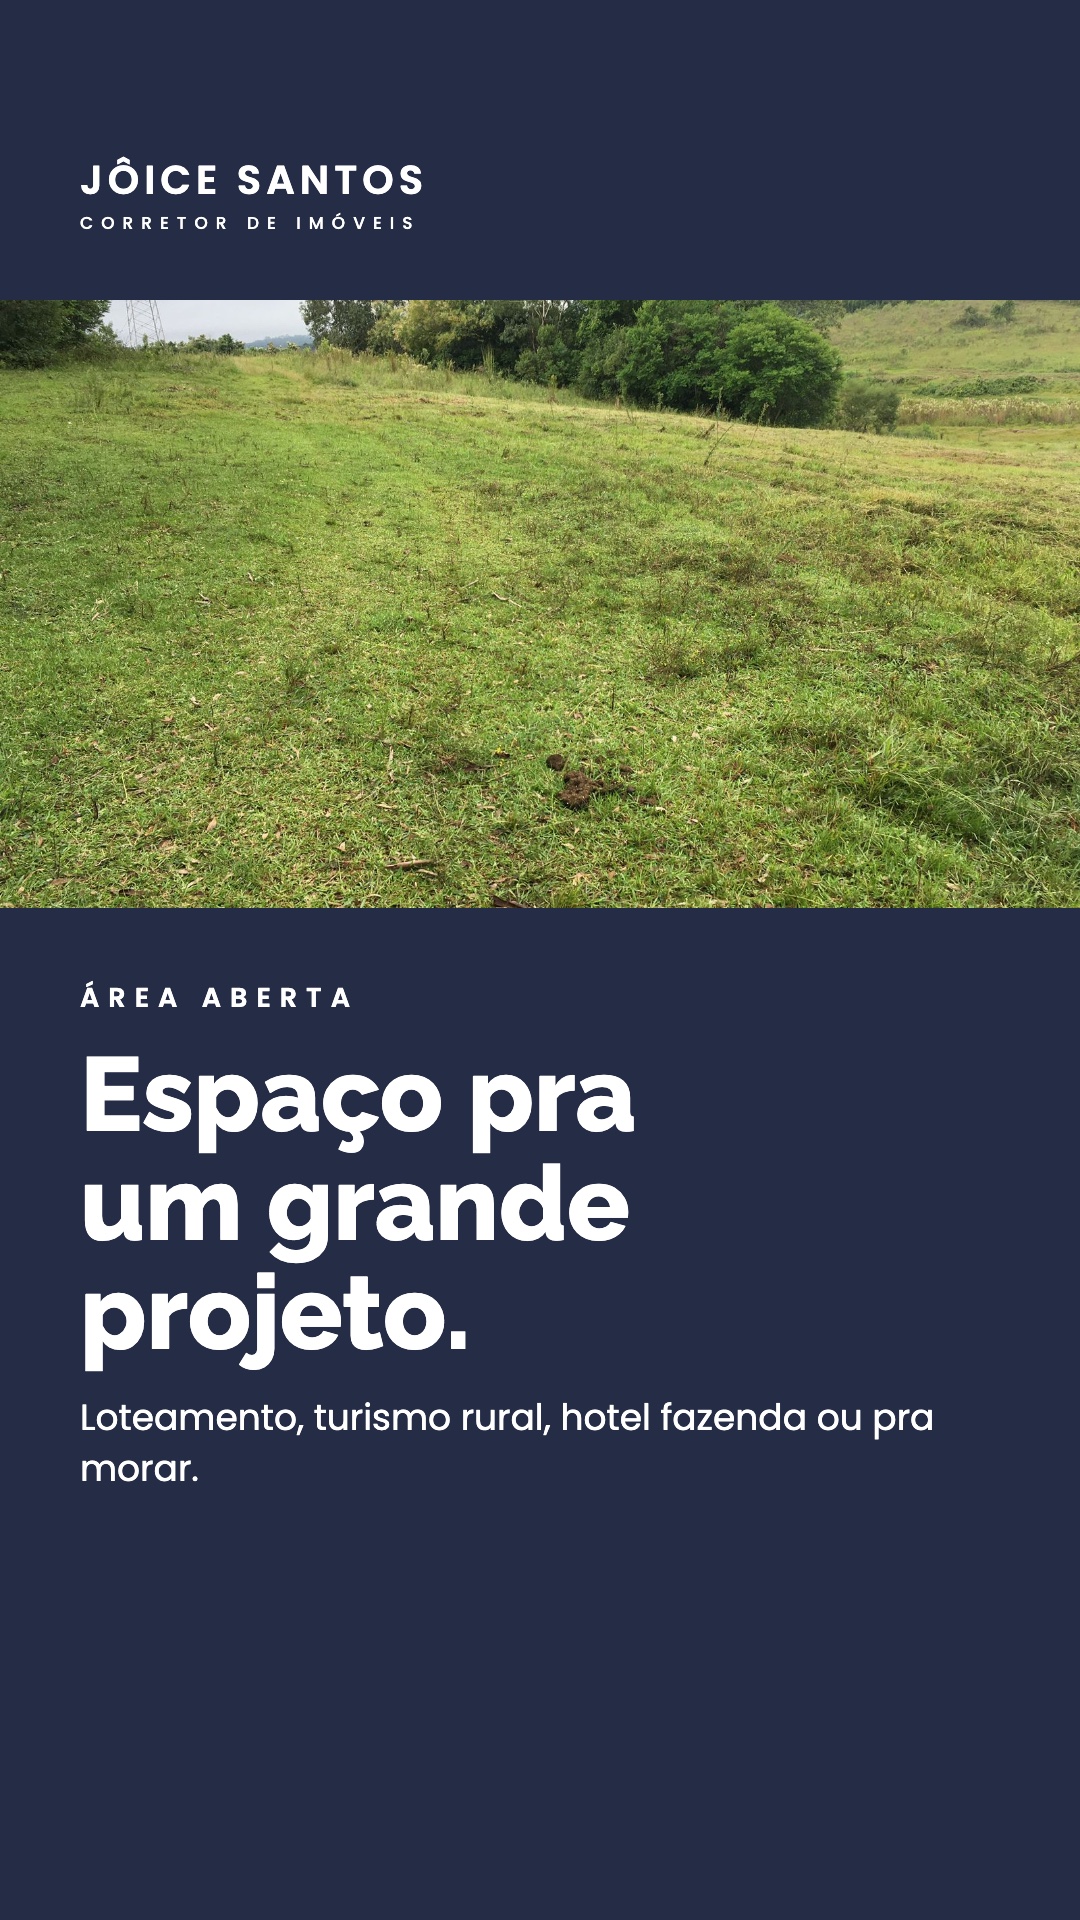 JÔICE SANTOS
CORRETOR DE IMÓVEIS
ÁREA ABERTA
Espaço pra
um grande
projeto.
Loteamento, turismo rural, hotel fazenda ou pra
morar.